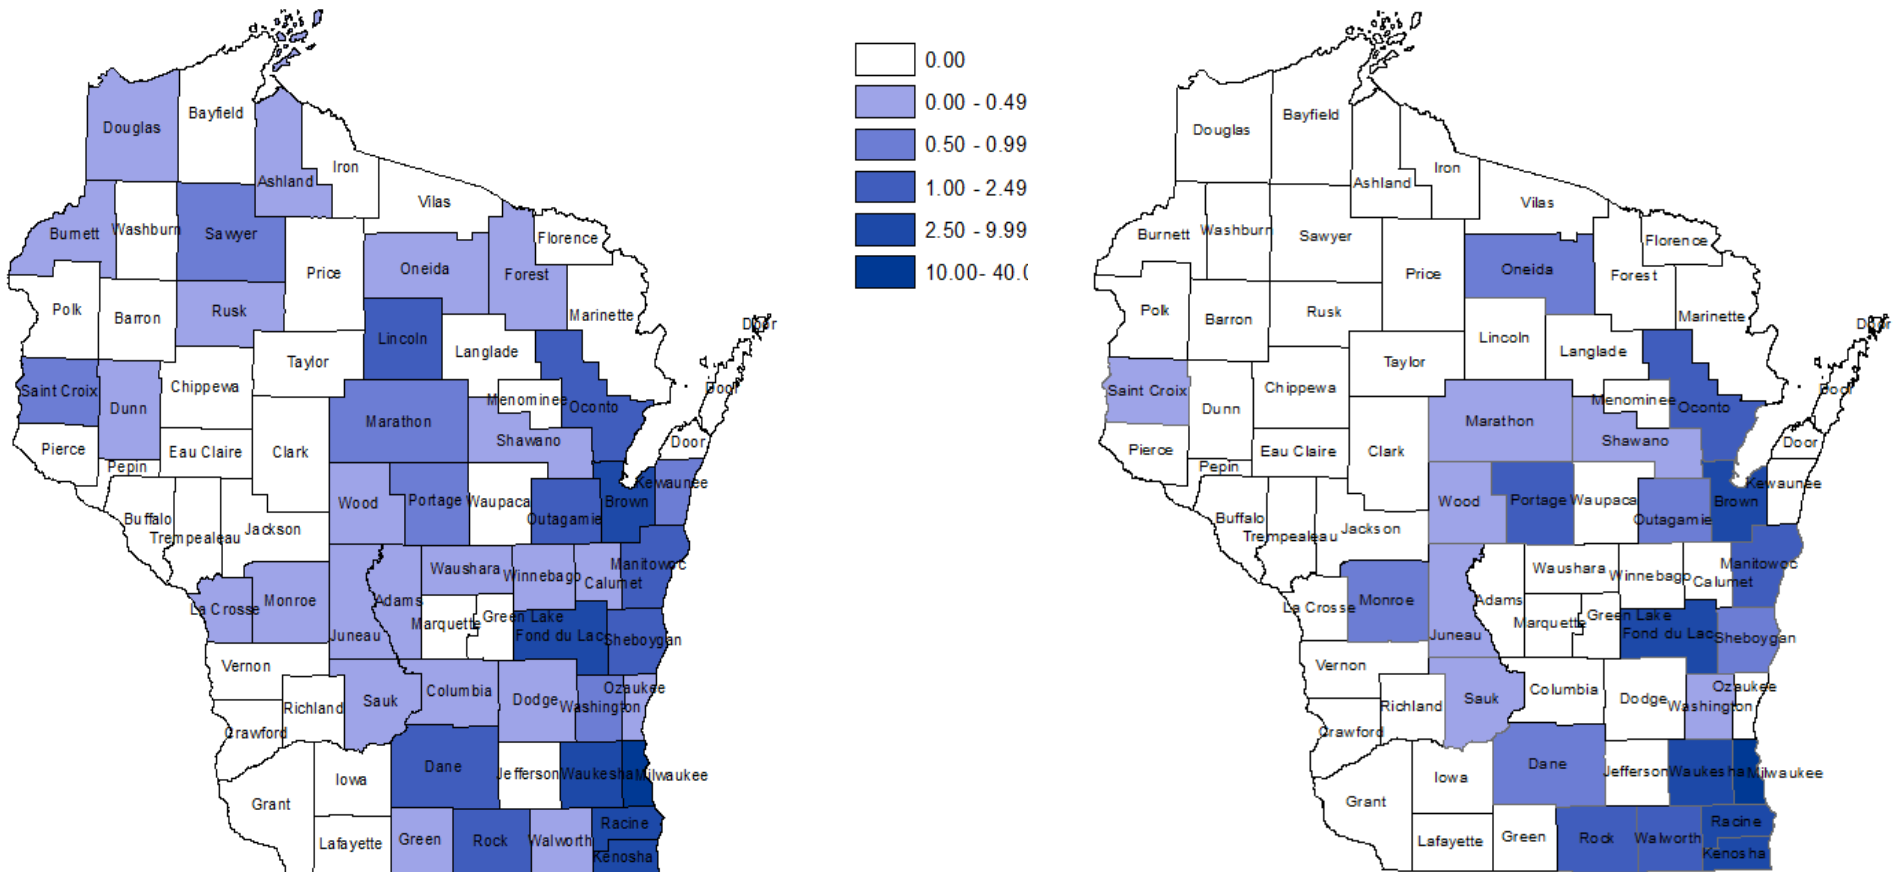 Douglas
Bayfield
Iron
Ashland
Vilas
Burnett
Washburn
Sawyer
Florence
Price
Oneida
Forest
Polk
Barron
Rusk
Marinette
Door
Lincoln
Langlade
Taylor
Saint Croix
Chippewa
Door
Dunn
Menominee
Oconto
Marathon
Shawano
Door
Pierce
Eau Claire
Clark
Pepin
Kewaunee
Wood
Portage
Waupaca
Brown
Outagamie
Buffalo
Trempealeau
Jackson
Waushara
Winnebago
Manitowoc
Calumet
La Crosse
Monroe
Adams
Marquette
Green Lake
Juneau
Fond du Lac
Sheboygan
Vernon
Columbia
Ozaukee
Sauk
Dodge
Washington
Richland
Crawford
Dane
Iowa
Jefferson
Waukesha
Milwaukee
Grant
Racine
Lafayette
Green
Rock
Walworth
Kenosha
0.00
0.00 - 0.49
0.50 - 0.99
1.00 - 2.49
2.50 - 9.99
10.00- 40.0
Douglas
Bayfield
Iron
Ashland
Vilas
Burnett
Washburn
Sawyer
Florence
Price
Oneida
Forest
Polk
Barron
Rusk
Marinette
Door
Lincoln
Langlade
Taylor
Saint Croix
Chippewa
Door
Dunn
Menominee
Oconto
Marathon
Shawano
Door
Pierce
Eau Claire
Clark
Pepin
Kewaunee
Wood
Portage
Waupaca
Brown
Outagamie
Buffalo
Trempealeau
Jackson
Waushara
Winnebago
Manitowoc
Calumet
La Crosse
Monroe
Adams
Marquette
Green Lake
Juneau
Fond du Lac
Sheboygan
Vernon
Columbia
Ozaukee
Sauk
Dodge
Washington
Richland
Crawford
Dane
Iowa
Jefferson
Waukesha
Milwaukee
Grant
Racine
Lafayette
Green
Rock
Walworth
Kenosha